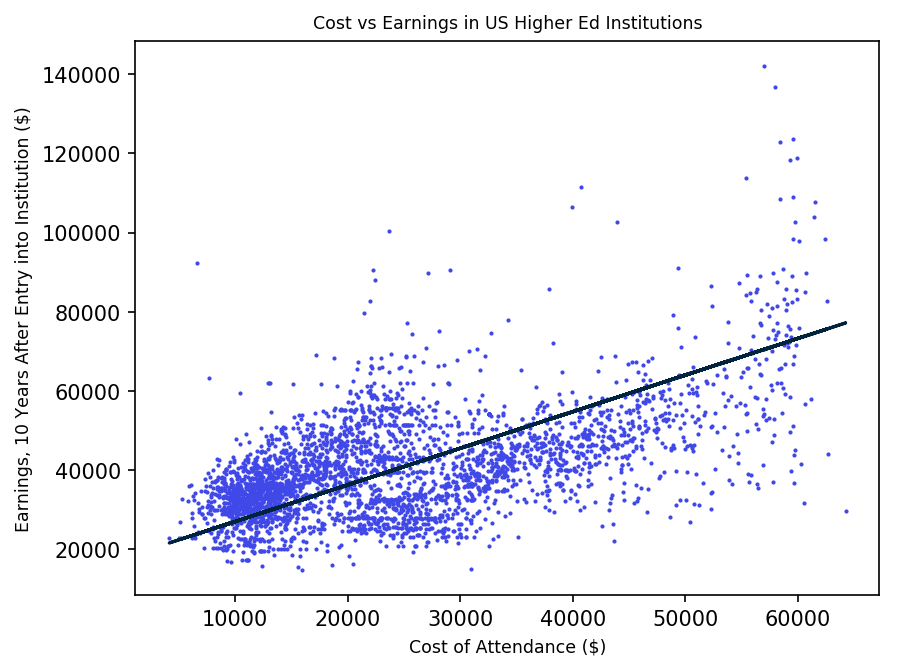 Cost vs Earnings in US Higher Ed Institutions
Earnings, 10 Years After Entry into Institution ($)
140000
120000
100000
80000
60000
40000
20000
10000 20000 30000 40000 50000 60000
Cost of Attendance ($)